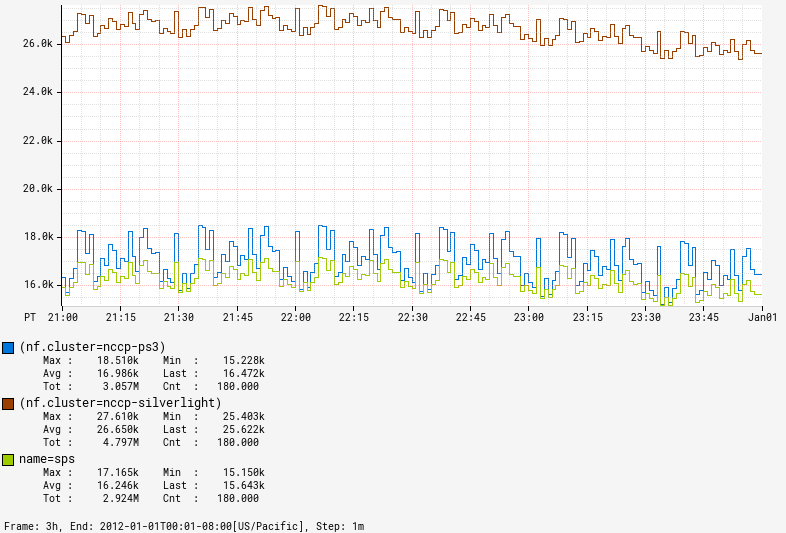 26.0k
24.0k
22.0k
20.0k
18.0k
16.0k
PT 21:00 21:15 21:30 21:45 22:00 22:15 22:30 22:45 23:00 23:15 23:30 23:45 Jan01
(nf.cluster=nccp-ps3)
Max : 18.510k Min : 15.228k
Avg : 16.986k Last : 16.472k
Tot : 3.057M Cnt : 180.000
(nf.cluster=nccp-silverlight)
Max : 27.610k Min : 25.403k
Avg : 26.650k Last : 25.622k
Tot : 4.797M Cnt : 180.000
name=sps
Max : 17.165k Min : 15.150k
Avg : 16.246k Last : 15.643k
Tot : 2.924M Cnt : 180.000
Frame: 3h, End: 2012-01-01T00:01-08:00[US/Pacific], Step: 1m